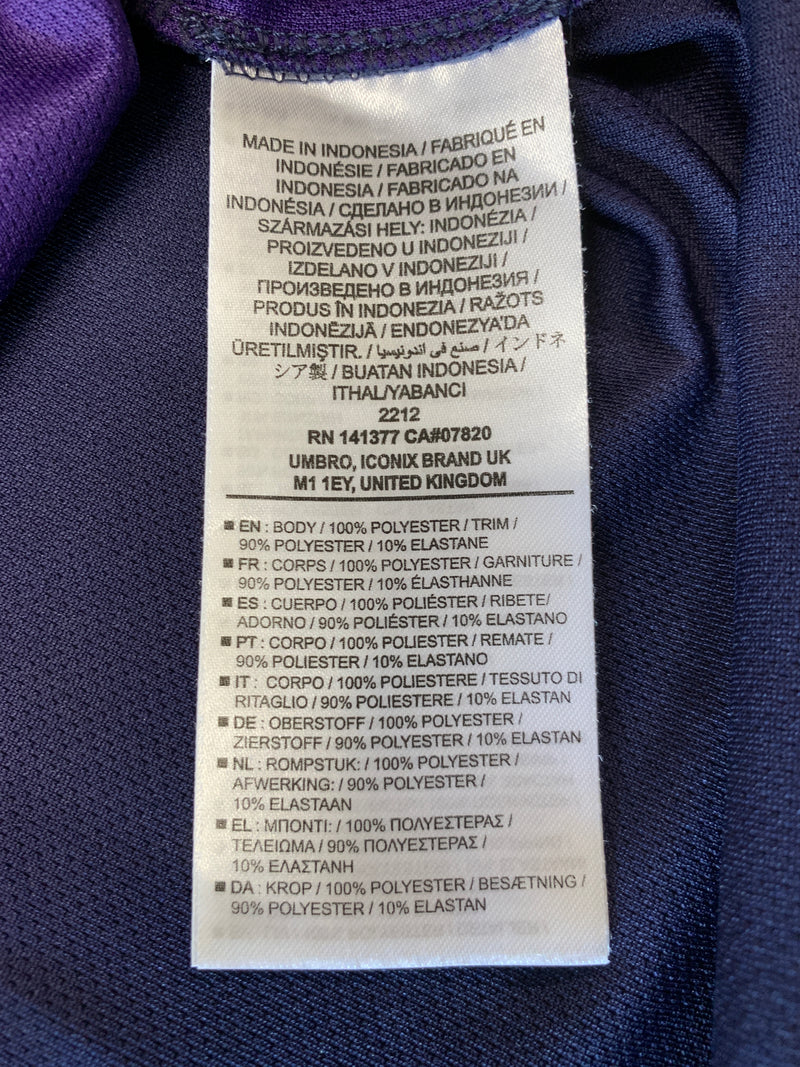 MADE IN INDONESIA / FABRIQUÉ EN
INDONÉSIE / FABRICADO EN
INDONESIA / FABRICADO NA
INDONÉSIA / СДЕЛАНО В ИНДОНЕЗИИ /
SZÁRMAZÁSI HELY: INDONÉZIA /
PROIZVEDENO U INDONEZIJI /
IZDELANO V INDONEZIJI /
ПРОИЗВЕДЕНО В ИНДОНЕЗИЯ /
PRODUS ÎN INDONEZIA / RAŽOTS
INDONĒZIJĀ / ENDONEZYA'DA
ÜRETILMIŞTIR. / صنع في اندونيسيا / インドネ
シア製 / BUATAN INDONESIA /
ITHAL/YABANCI
2212
RN 141377 CA#07820
UMBRO, ICONIX BRAND UK
M1 1EY, UNITED KINGDOM
EN : BODY / 100% POLYESTER / TRIM /
90% POLYESTER / 10% ELASTANE
FR : CORPS / 100% POLYESTER / GARNITURE /
90% POLYESTER / 10% ÉLASTHANNE
ES : CUERPO / 100% POLIÉSTER / RIBETE/
ADORNO / 90% POLIÉSTER / 10% ELASTANO
PT : CORPO / 100% POLIESTER / REMATE /
90% POLIESTER / 10% ELASTANO
IT : CORPO / 100% POLIESTERE / TESSUTO DI
RITAGLIO / 90% POLIESTERE / 10% ELASTAN
DE : OBERSTOFF / 100% POLYESTER /
ZIERSTOFF / 90% POLYESTER / 10% ELASTAN
NL : ROMPSTUK: / 100% POLYESTER /
AFWERKING: / 90% POLYESTER /
10% ELASTAAN
EL : ΜΠΟΝΤΙ: / 100% ΠΟΛΥΕΣΤΕΡΑΣ /
ΤΕΛΕΙΩΜΑ / 90% ΠΟΛΥΕΣΤΕΡΑΣ /
10% ΕΛΑΣΤΑΝΗ
DA : KROP / 100% POLYESTER / BESÆTNING /
90% POLYESTER / 10% ELASTAN